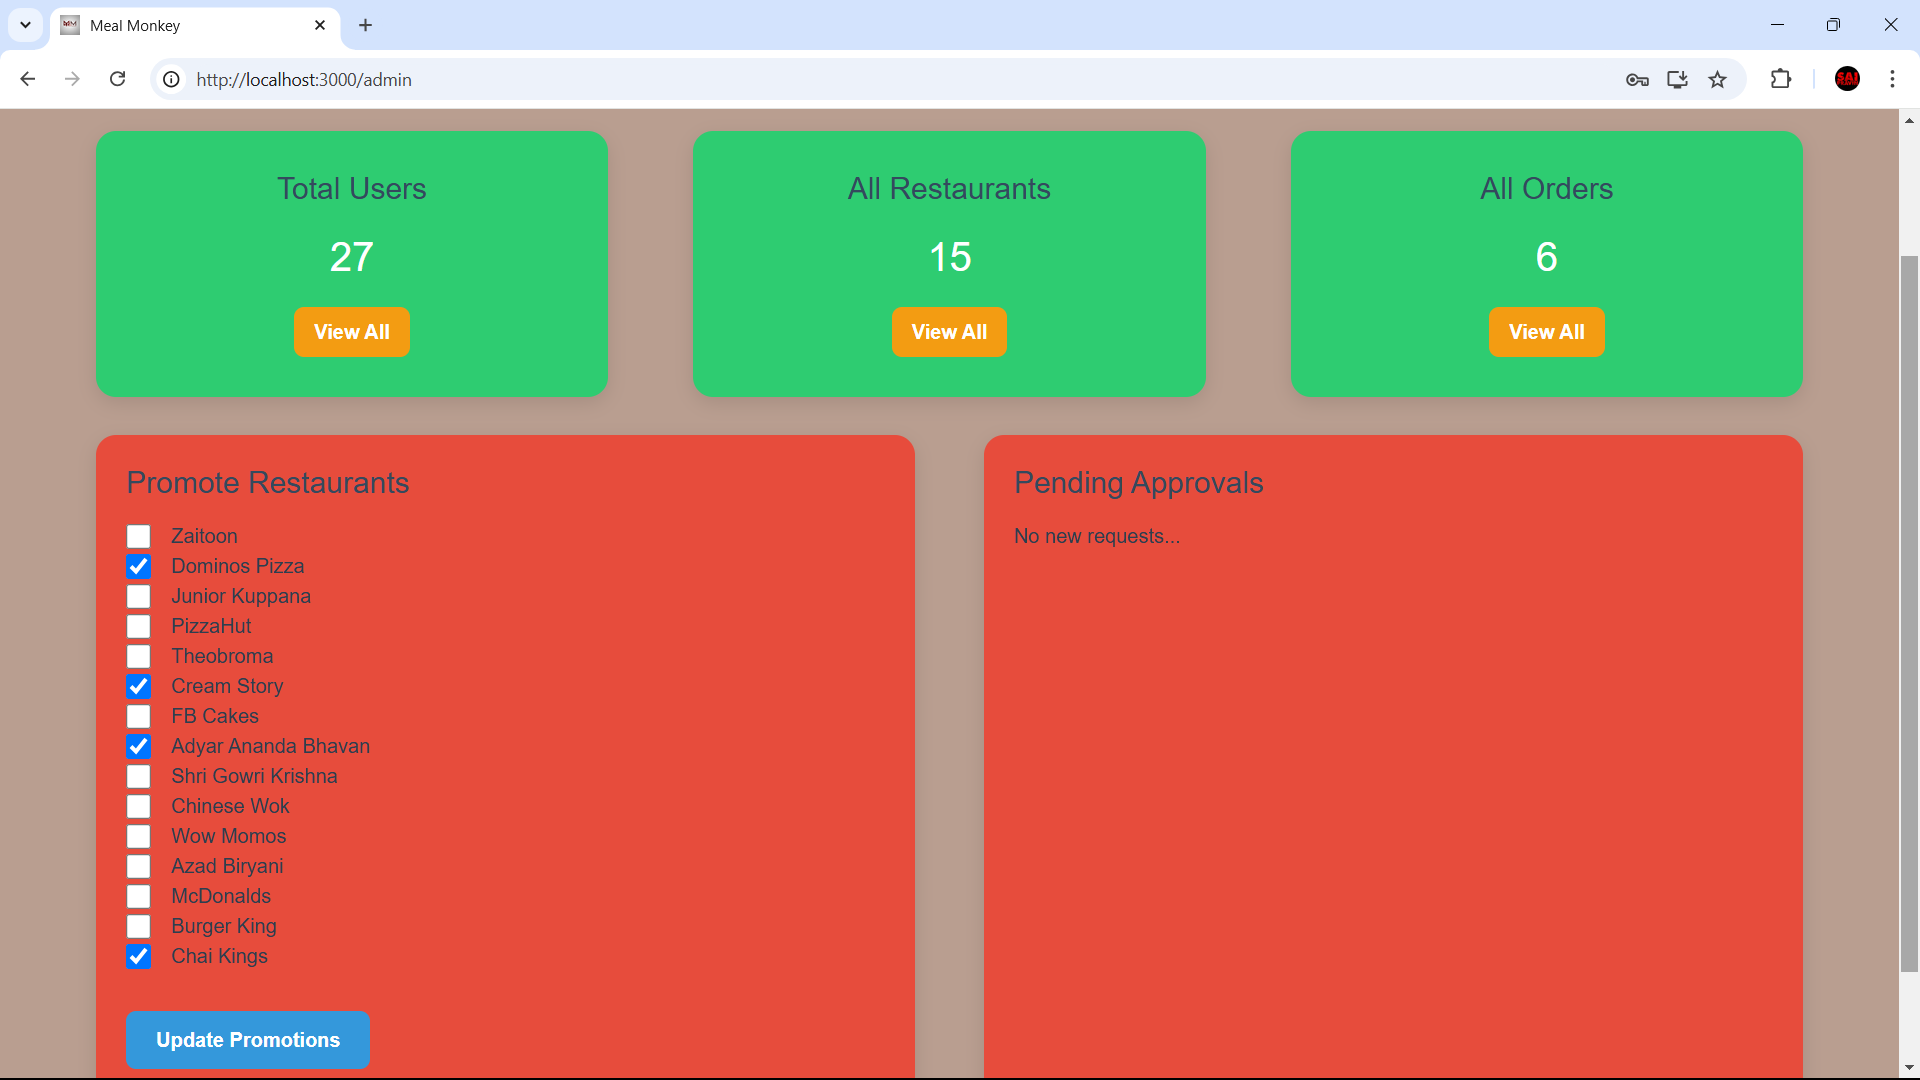 Meal Monkey
http://localhost:3000/admin
Total Users
27
View All
All Restaurants
15
View All
All Orders
6
View All
Promote Restaurants
Zaitoon
Dominos Pizza
Junior Kuppana
PizzaHut
Theobroma
Cream Story
FB Cakes
Adyar Ananda Bhavan
Shri Gowri Krishna
Chinese Wok
Wow Momos
Azad Biryani
McDonalds
Burger King
Chai Kings
Update Promotions
Pending Approvals
No new requests...